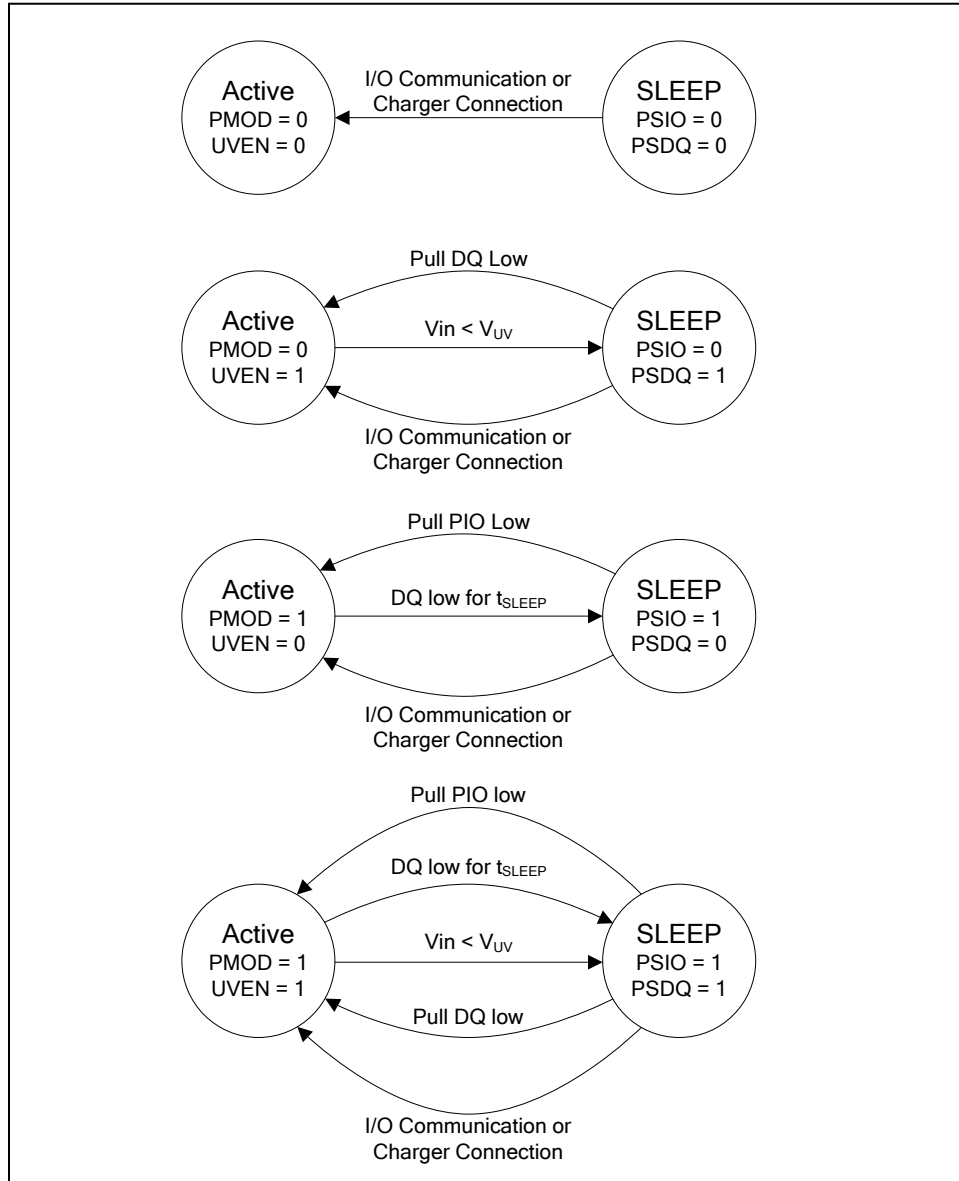 I/O Communication or
Charger Connection
Active
PMOD = 0
UVEN = 0
SLEEP
PSIO = 0
PSDQ = 0
Pull DQ Low
Active
PMOD = 0
UVEN = 1
Vin < VUV
SLEEP
PSIO = 0
PSDQ = 1
I/O Communication or
Charger Connection
Pull PIO Low
Active
PMOD = 1
UVEN = 0
DQ low for tSLEEP
SLEEP
PSIO = 1
PSDQ = 0
I/O Communication or
Charger Connection
Pull PIO low
DQ low for tSLEEP
Active
PMOD = 1
UVEN = 1
Vin < VUV
SLEEP
PSIO = 1
PSDQ = 1
Pull DQ low
I/O Communication or
Charger Connection